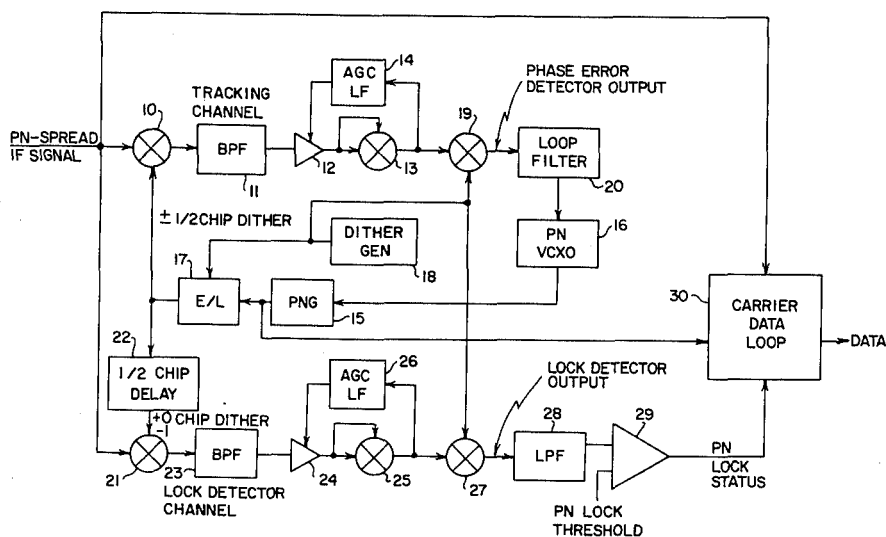 14
AGC
LF
TRACKING
CHANNEL
PHASE ERROR
DETECTOR OUTPUT
10
19
PN-SPREAD
IF SIGNAL
BPF
LOOP
FILTER
11
12
13
20
± 1/2 CHIP DITHER
DITHER
GEN
18
16
PN
VCXO
17
E/L
PNG
15
30
CARRIER
DATA
LOOP
DATA
22
1/2 CHIP
DELAY
26
AGC
LF
LOCK DETECTOR
OUTPUT
+0 CHIP DITHER
-1
28
29
21
23
BPF
24
25
27
LPF
PN
LOCK
STATUS
LOCK DETECTOR
CHANNEL
PN LOCK
THRESHOLD